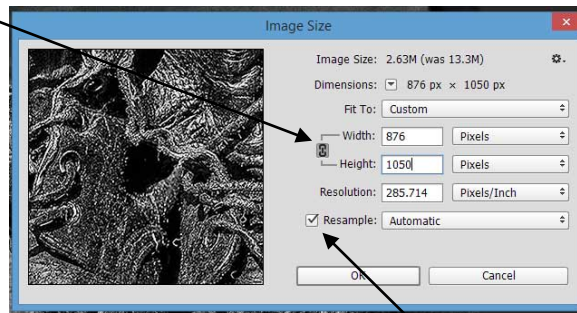 Image Size
Image Size: 2.63M (was 13.3M)
Dimensions: 876 px × 1050 px
Fit To: Custom
Width: 876 Pixels
Height: 1050 Pixels
Resolution: 285.714 Pixels/Inch
Resample: Automatic
OK Cancel